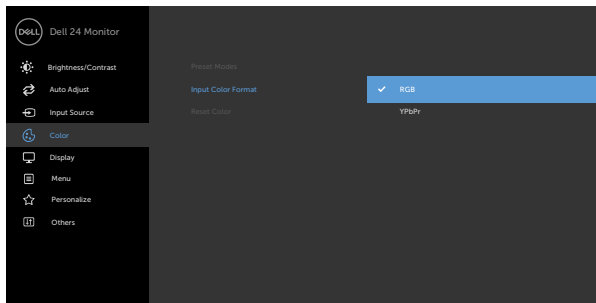 DELL Dell 24 Monitor
Brightness/Contrast
Preset Modes
Auto Adjust
Input Color Format
RGB
Input Source
Reset Color
YPbPr
Color
Display
Menu
Personalize
Others